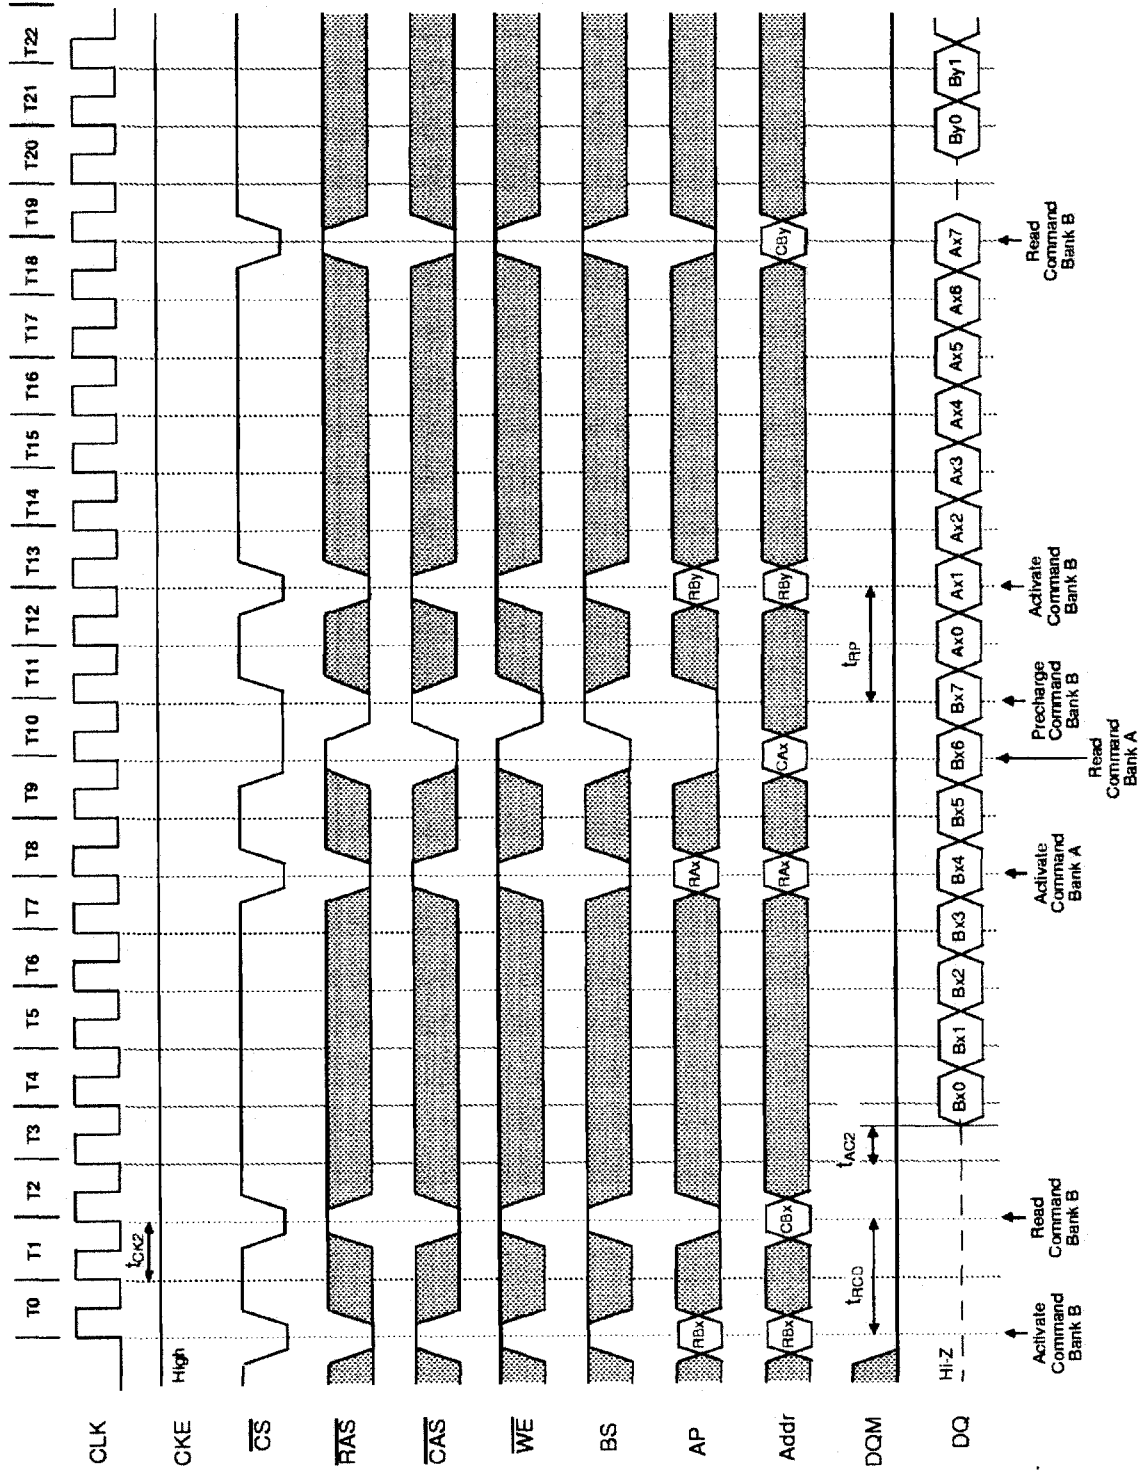 T0 T1 T2 T3 T4 T5 T6 T7 T8 T9 T10 T11 T12 T13 T14 T15 T16 T17 T18 T19 T20 T21 T22
CLK
tCK2
CKE
High
CS
RAS
CAS
WE
BS
AP
RBx RAx RBy
Addr
RBx CBx RAx CAx RBy CBy
DQM
tRCD tAC2 tRP
DQ
Hi-Z
Bx0 Bx1 Bx2 Bx3 Bx4 Bx5 Bx6 Bx7 Ax0 Ax1 Ax2 Ax3 Ax4 Ax5 Ax6 Ax7 By0 By1
Activate
Command
Bank B
Read
Command
Bank B
Activate
Command
Bank A
Read
Command
Bank A
Precharge
Command
Bank B
Activate
Command
Bank B
Read
Command
Bank B